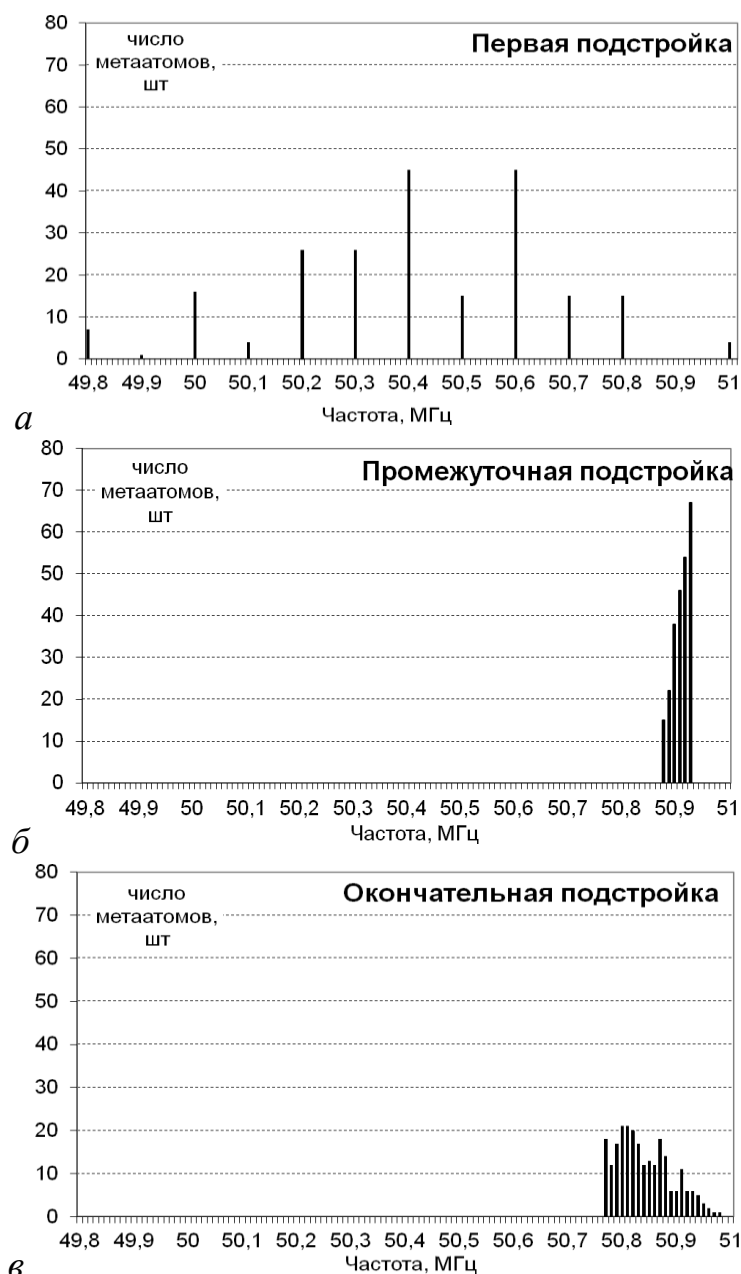 80
число
Первая подстройка
70
метаатомов,
шт
60
50
40
30
20
10
0
49,8 49,9 50 50,1 50,2 50,3 50,4 50,5 50,6 50,7 50,8 50,9 51
Частота, МГц
а
80
число
Промежуточная подстройка
70
метаатомов,
шт
60
50
40
30
20
10
0
49,8 49,9 50 50,1 50,2 50,3 50,4 50,5 50,6 50,7 50,8 50,9 51
Частота, МГц
б
80
число
Окончательная подстройка
70
метаатомов,
шт
60
50
40
30
20
10
0
49,8 49,9 50 50,1 50,2 50,3 50,4 50,5 50,6 50,7 50,8 50,9 51
Частота, МГц
в